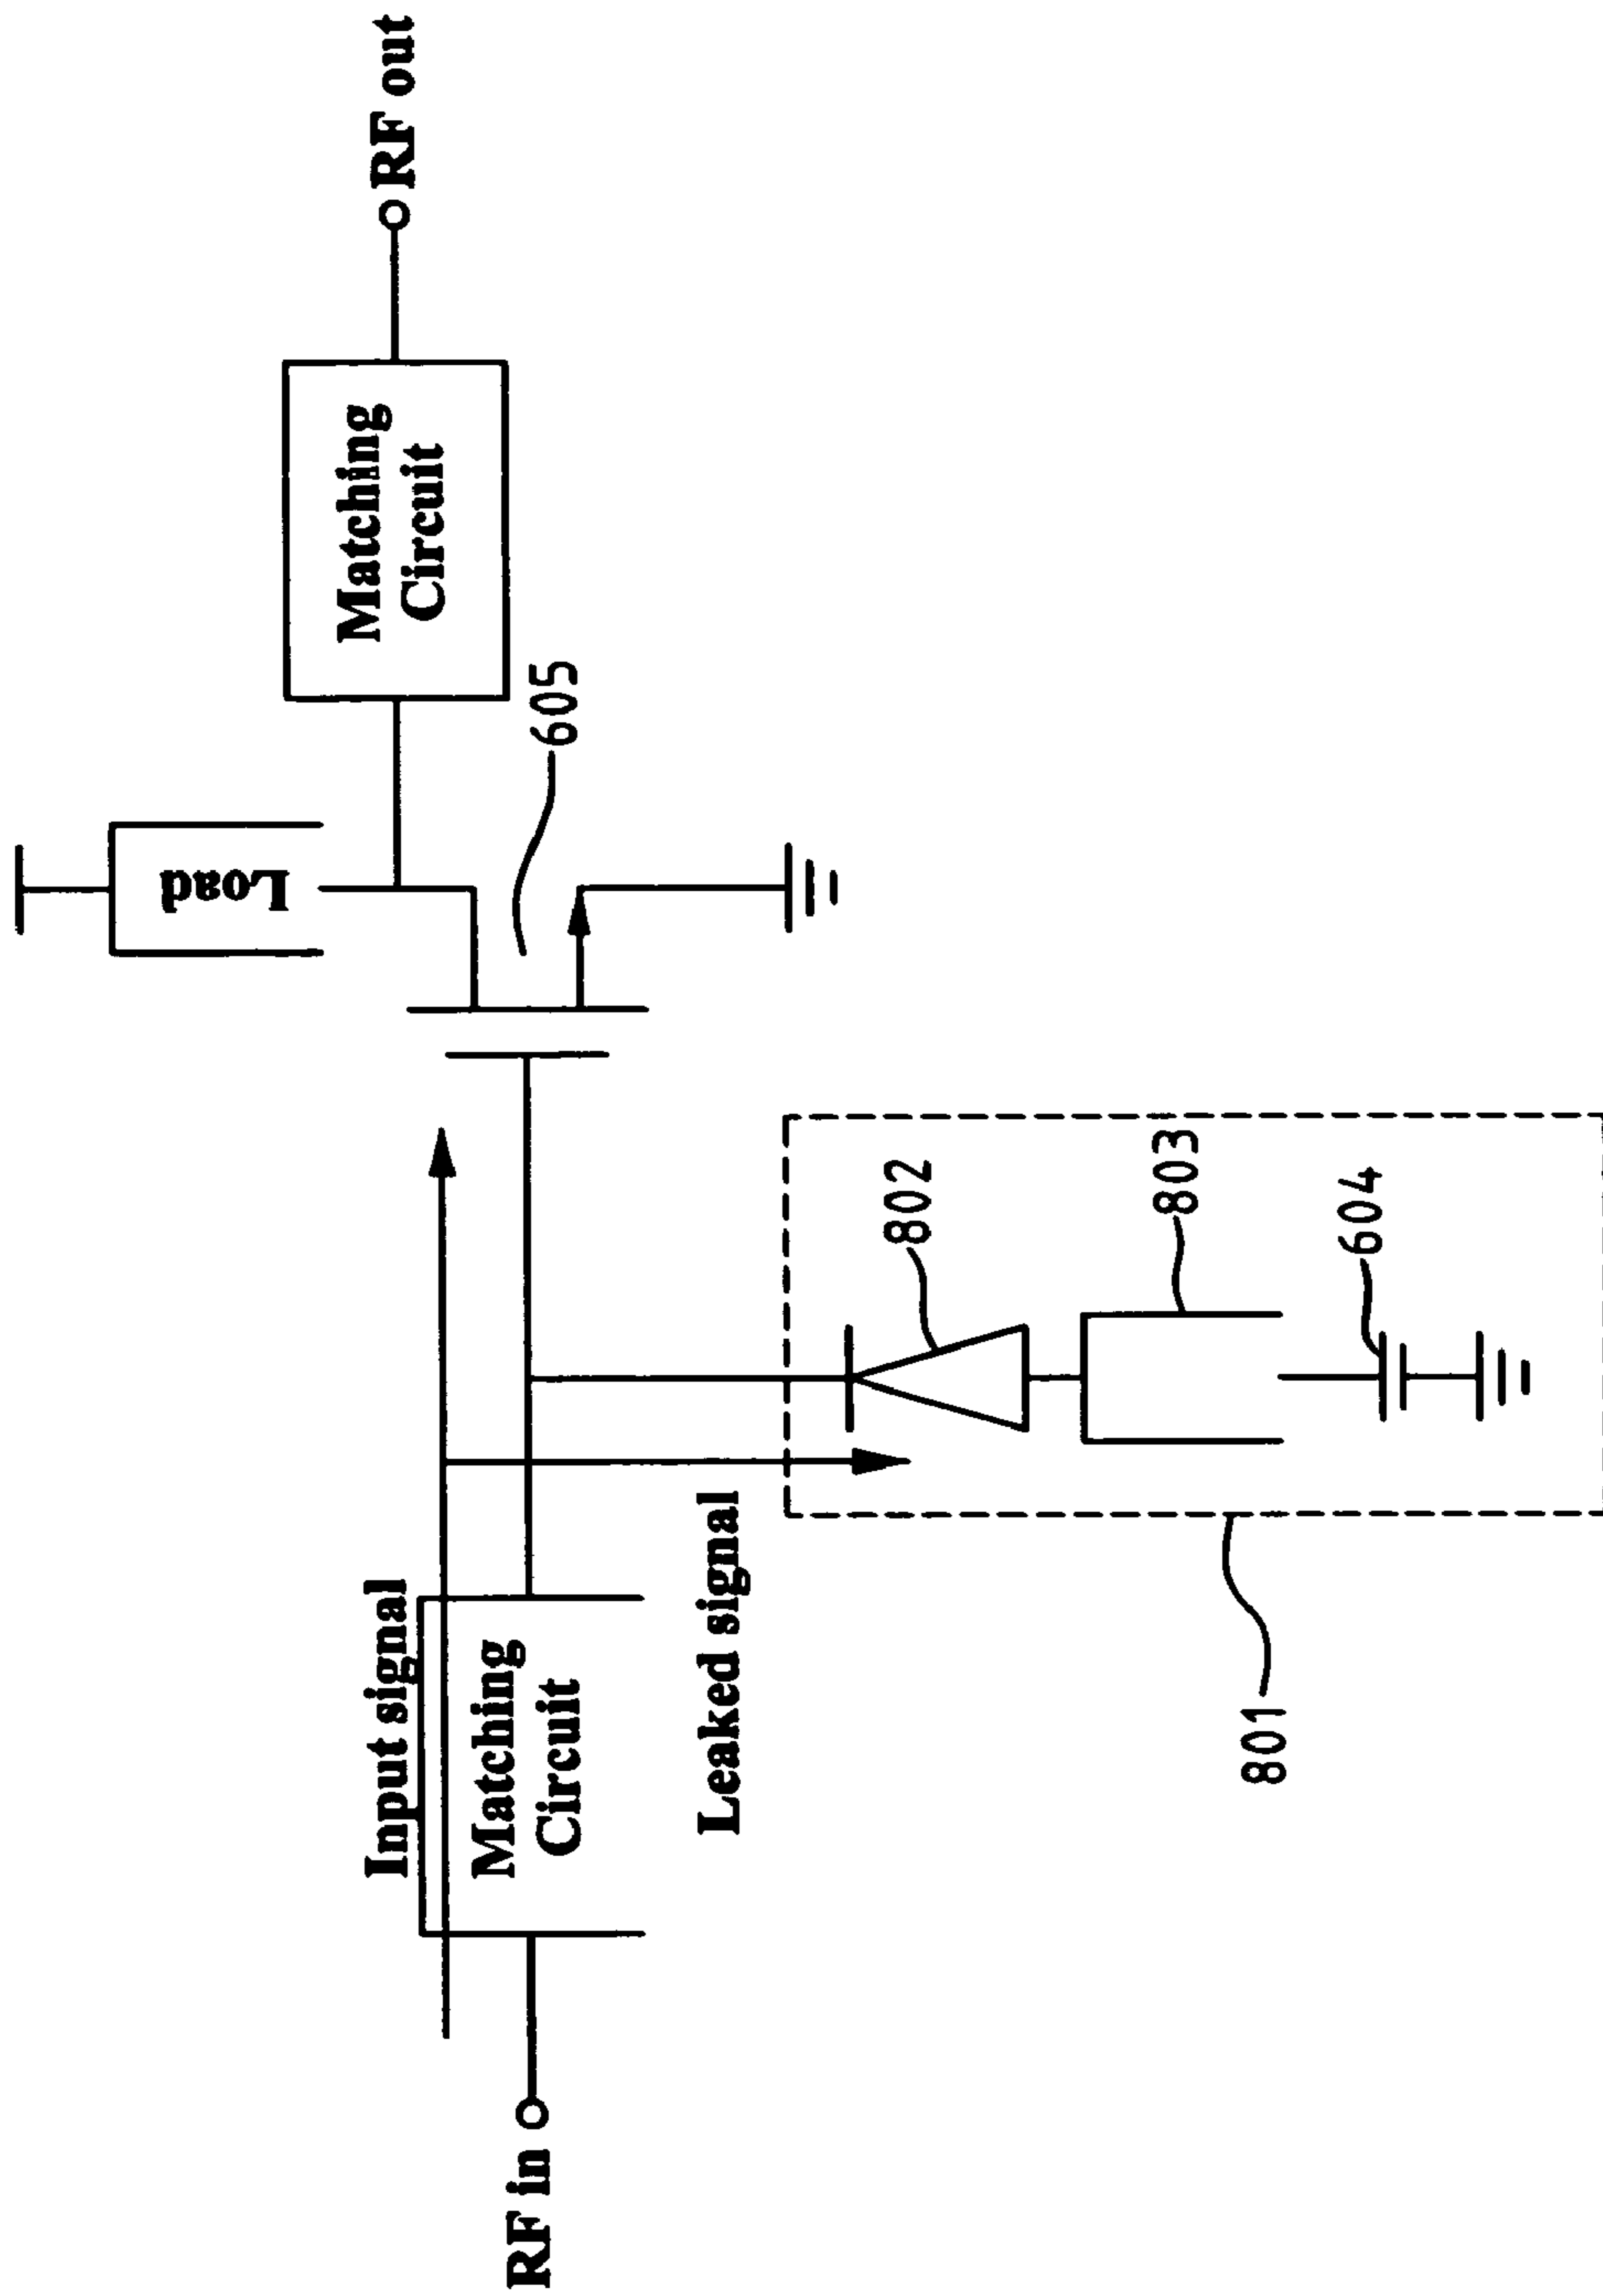 RF in
Input signal
Matching
Circuit
Leaked signal
801
802
803
604
605
Load
Matching
Circuit
RF out